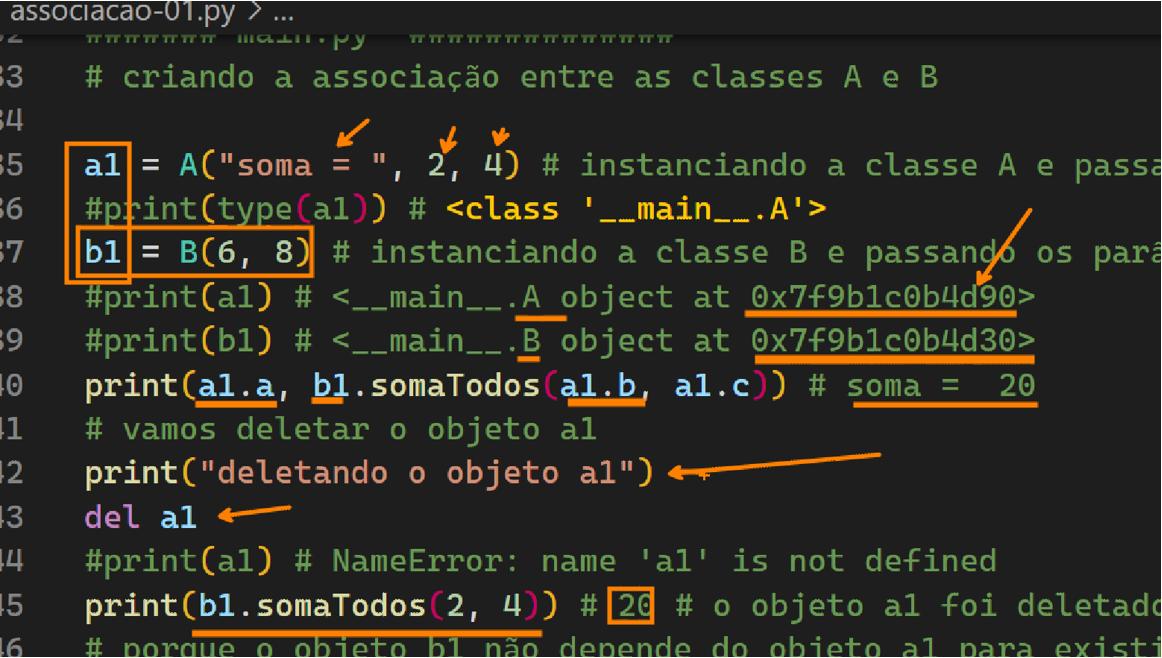 associacao-01.py > ...
32 ####### main.py #############
33 # criando a associação entre as classes A e B
34
35 a1 = A("soma = ", 2, 4) # instanciando a classe A e passa
36 #print(type(a1)) # <class '__main__.A'>
37 b1 = B(6, 8) # instanciando a classe B e passando os parâ
38 #print(a1) # <__main__.A object at 0x7f9b1c0b4d90>
39 #print(b1) # <__main__.B object at 0x7f9b1c0b4d30>
40 print(a1.a, b1.somaTodos(a1.b, a1.c)) # soma =  20
41 # vamos deletar o objeto a1
42 print("deletando o objeto a1")
43 del a1
44 #print(a1) # NameError: name 'a1' is not defined
45 print(b1.somaTodos(2, 4)) # 20 # o objeto a1 foi deletado
46 # porque o objeto b1 não depende do objeto a1 para existi